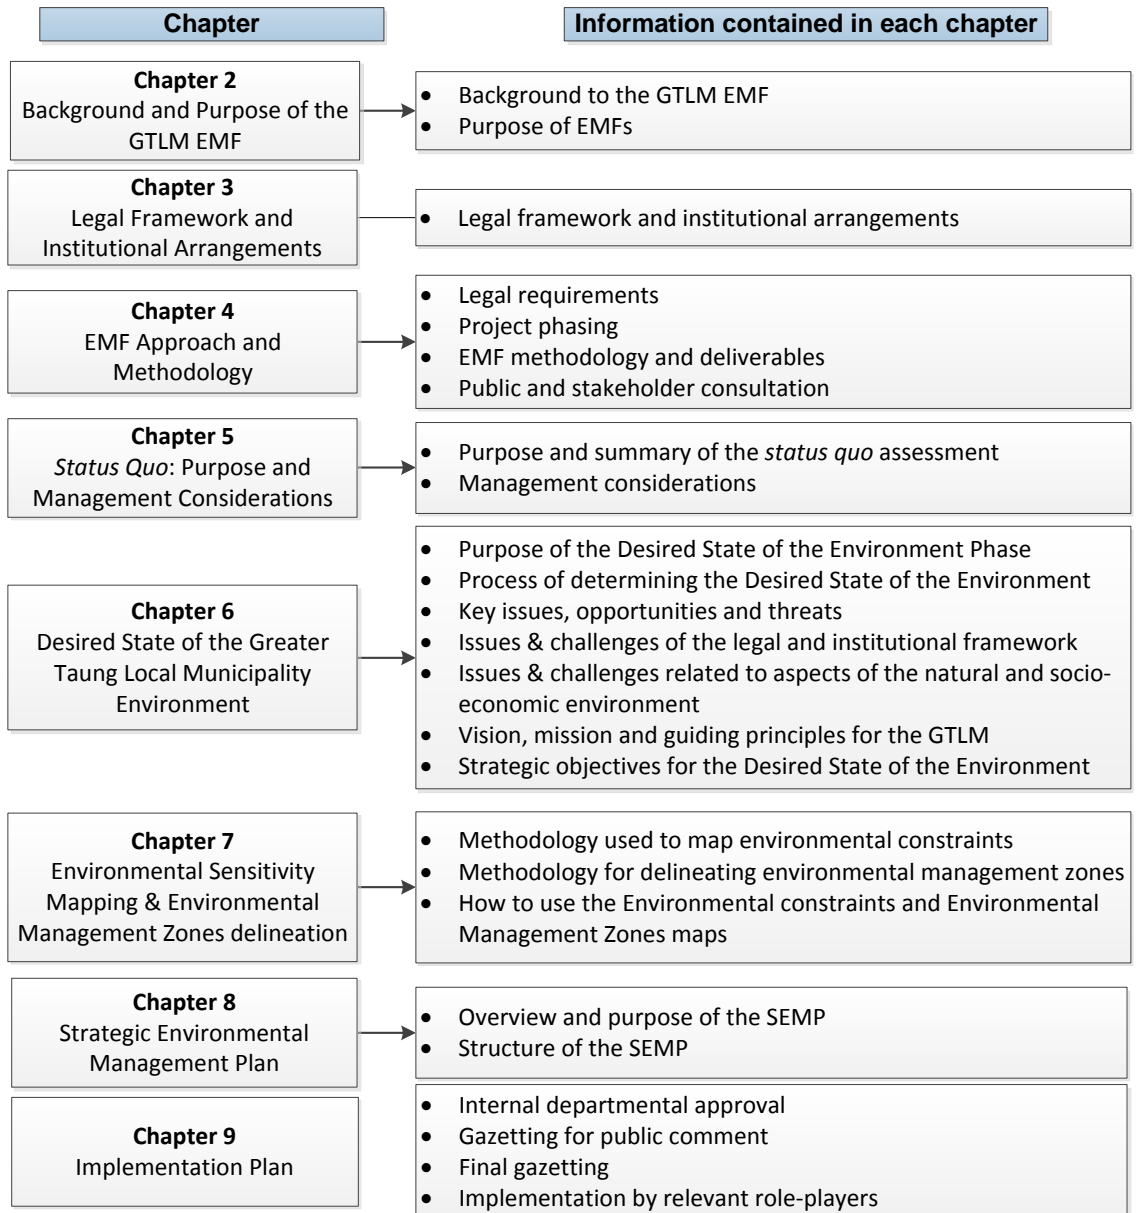 Chapter
Information contained in each chapter
Chapter 2
Background and Purpose of the
GTLM EMF
• Background to the GTLM EMF
• Purpose of EMFs
Chapter 3
Legal Framework and
Institutional Arrangements
• Legal framework and institutional arrangements
Chapter 4
EMF Approach and
Methodology
• Legal requirements
• Project phasing
• EMF methodology and deliverables
• Public and stakeholder consultation
Chapter 5
Status Quo: Purpose and
Management Considerations
• Purpose and summary of the status quo assessment
• Management considerations
Chapter 6
Desired State of the Greater
Taung Local Municipality
Environment
• Purpose of the Desired State of the Environment Phase
• Process of determining the Desired State of the Environment
• Key issues, opportunities and threats
• Issues & challenges of the legal and institutional framework
• Issues & challenges related to aspects of the natural and socio-
economic environment
• Vision, mission and guiding principles for the GTLM
• Strategic objectives for the Desired State of the Environment
Chapter 7
Environmental Sensitivity
Mapping & Environmental
Management Zones delineation
• Methodology used to map environmental constraints
• Methodology for delineating environmental management zones
• How to use the Environmental constraints and Environmental
Management Zones maps
Chapter 8
Strategic Environmental
Management Plan
• Overview and purpose of the SEMP
• Structure of the SEMP
Chapter 9
Implementation Plan
• Internal departmental approval
• Gazetting for public comment
• Final gazetting
• Implementation by relevant role-players